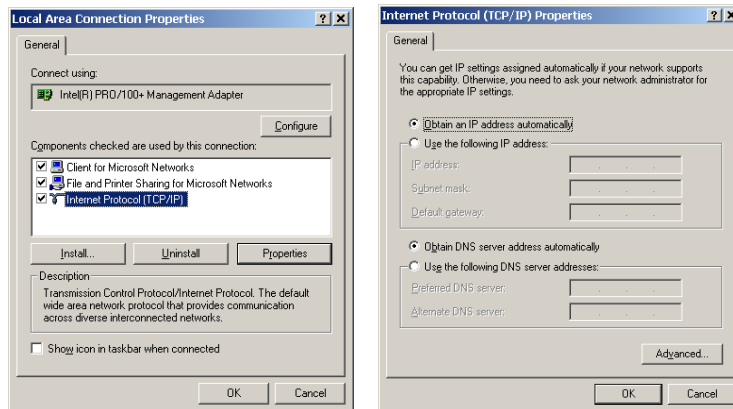 Local Area Connection Properties
General
Connect using:
Intel(R) PRO/100+ Management Adapter
Configure
Components checked are used by this connection:
Client for Microsoft Networks
File and Printer Sharing for Microsoft Networks
Internet Protocol (TCP/IP)
Install...
Uninstall
Properties
Description
Transmission Control Protocol/Internet Protocol. The default
wide area network protocol that provides communication
across diverse interconnected networks.
Show icon in taskbar when connected
OK
Cancel
Internet Protocol (TCP/IP) Properties
General
You can get IP settings assigned automatically if your network supports
this capability. Otherwise, you need to ask your network administrator for
the appropriate IP settings.
Obtain an IP address automatically
Use the following IP address:
IP address:
Subnet mask:
Default gateway:
Obtain DNS server address automatically
Use the following DNS server addresses:
Preferred DNS server:
Alternate DNS server:
Advanced...
OK
Cancel